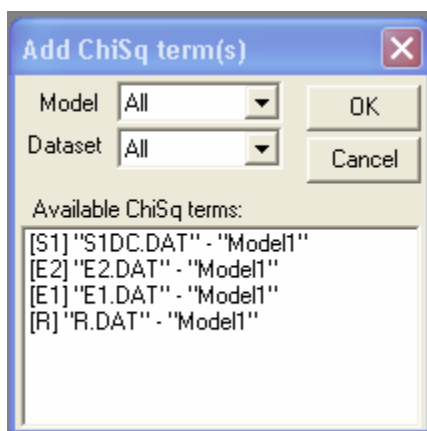 Add ChiSq term(s)
Model All OK
Dataset All Cancel
Available ChiSq terms:
[S1] "S1DC.DAT" - "Model1"
[E2] "E2.DAT" - "Model1"
[E1] "E1.DAT" - "Model1"
[R] "R.DAT" - "Model1"